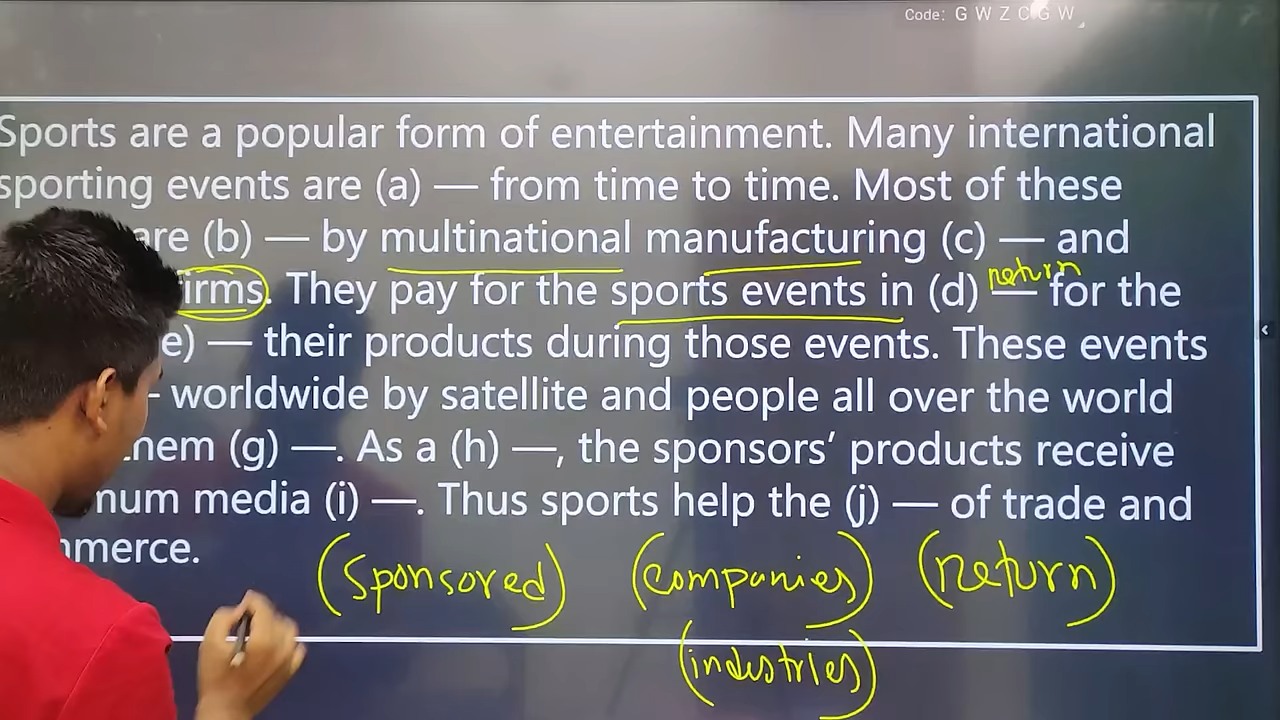 Code: G W Z C G W
Sports are a popular form of entertainment. Many international
sporting events are (a) — from time to time. Most of these
are (b) — by multinational manufacturing (c) — and
firms. They pay for the sports events in (d) — for the
return
e) — their products during those events. These events
— worldwide by satellite and people all over the world
(g) —. As a (h) —, the sponsors’ products receive
media (i) —. Thus sports help the (j) — of trade and
(sponsored) (companies) (return)
(industries)